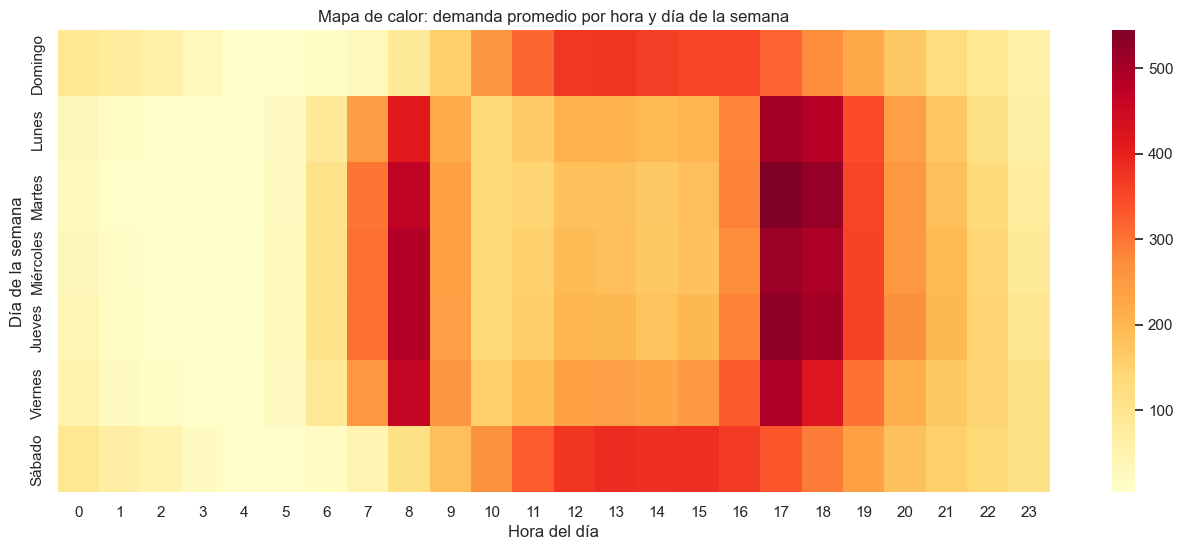 Mapa de calor: demanda promedio por hora y día de la semana
Día de la semana
Domingo
Lunes
Martes
Miércoles
Jueves
Viernes
Sábado
0 1 2 3 4 5 6 7 8 9 10 11 12 13 14 15 16 17 18 19 20 21 22 23
Hora del día
500
400
300
200
100